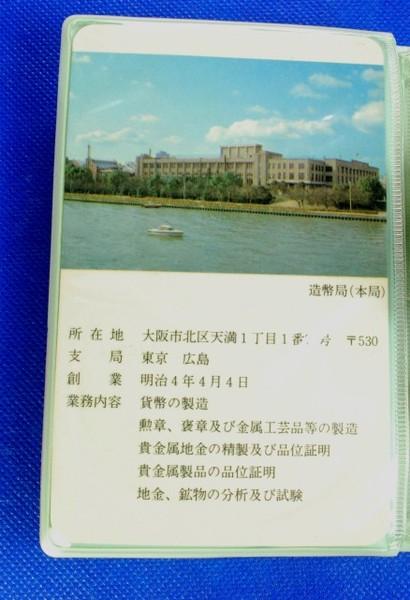 造幣局(本局)
所在地 大阪市北区天満1丁目1番 号 〒530
支局 東京 広島
創業 明治4年4月4日
業務内容 貨幣の製造
勲章、褒章及び金属工芸品等の製造
貴金属地金の精製及び品位証明
貴金属製品の品位証明
地金、鉱物の分析及び試験